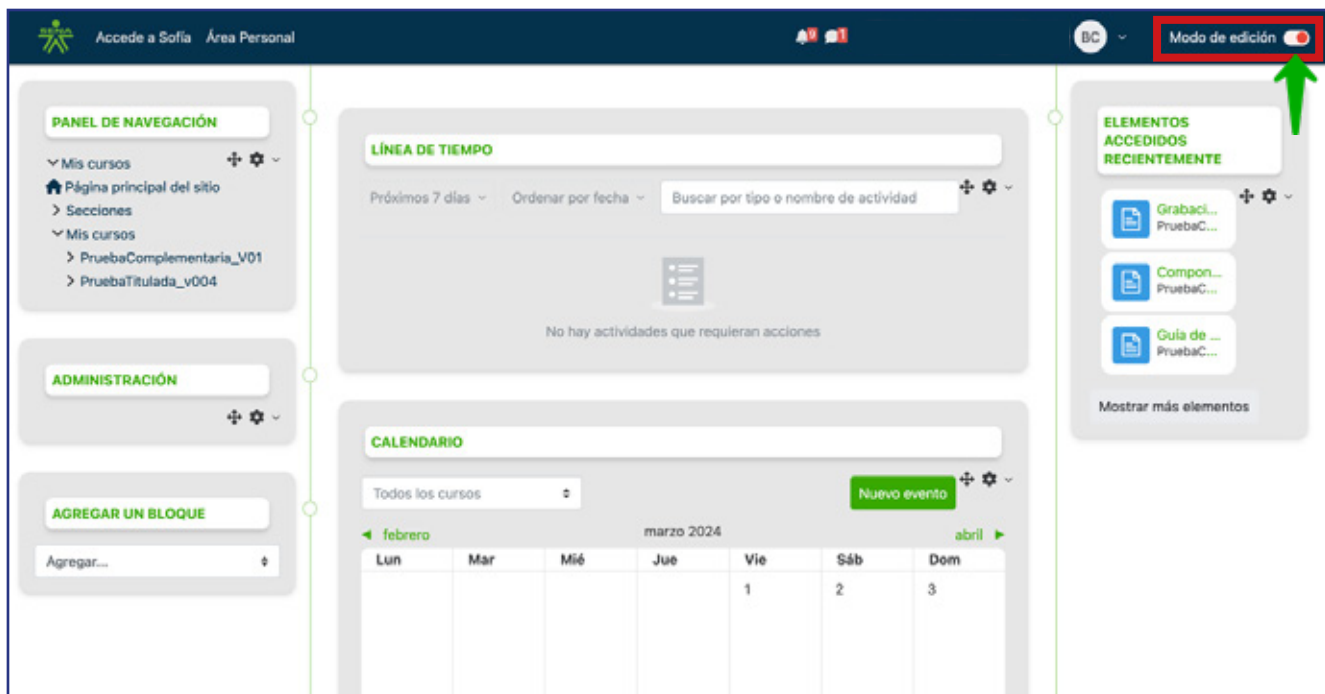 SENA
Accede a Sofía Área Personal
BC
Modo de edición
PANEL DE NAVEGACIÓN
Mis cursos
Página principal del sitio
Secciones
Mis cursos
PruebaComplementaria_V01
PruebaTitulada_v004
ADMINISTRACIÓN
AGREGAR UN BLOQUE
Agregar...
LÍNEA DE TIEMPO
Próximos 7 días Ordenar por fecha Buscar por tipo o nombre de actividad
No hay actividades que requieran acciones
CALENDARIO
Todos los cursos Nuevo evento
febrero marzo 2024 abril
Lun Mar Mié Jue Vie Sáb Dom
1 2 3
ELEMENTOS
ACCEDIDOS
RECIENTEMENTE
Grabaci...
PruebaC...
Compon...
PruebaC...
Guía de ...
PruebaC...
Mostrar más elementos